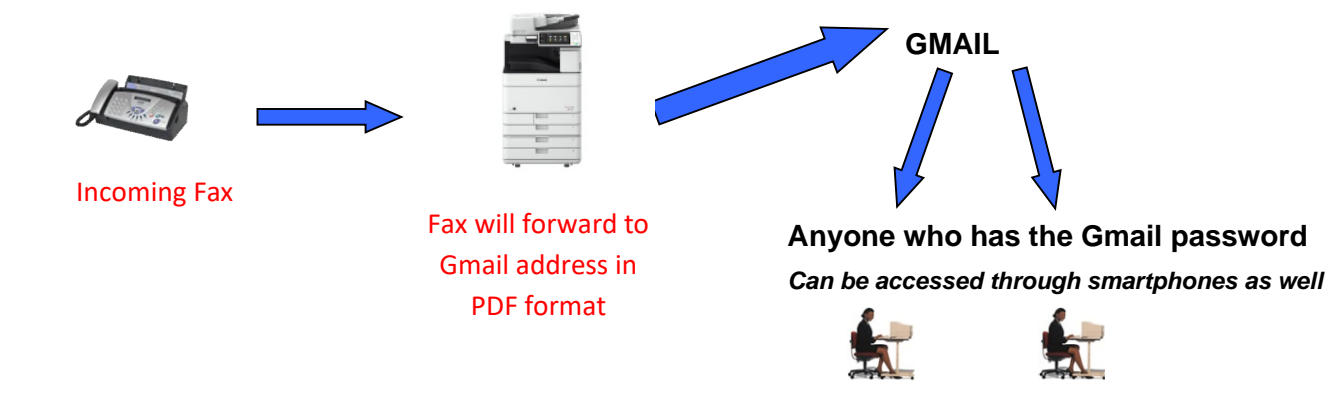 GMAIL
Incoming Fax
Fax will forward to
Gmail address in
PDF format
Anyone who has the Gmail password
Can be accessed through smartphones as well